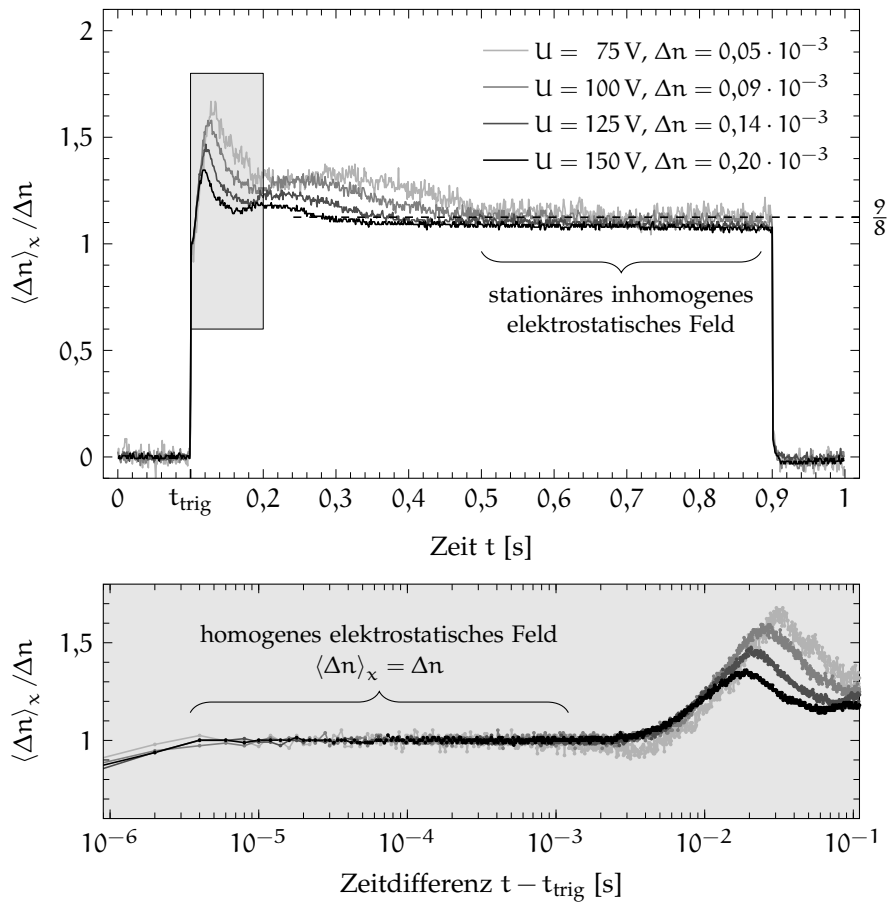 2
1,5
1
0,5
0
⟨Δn⟩ₓ/Δn
U = 75 V, Δn = 0,05 · 10⁻³
U = 100 V, Δn = 0,09 · 10⁻³
U = 125 V, Δn = 0,14 · 10⁻³
U = 150 V, Δn = 0,20 · 10⁻³
9/8
stationäres inhomogenes
elektrostatisches Feld
0 t_trig 0,2 0,3 0,4 0,5 0,6 0,7 0,8 0,9 1
Zeit t [s]
1,5
1
⟨Δn⟩ₓ/Δn
homogenes elektrostatisches Feld
⟨Δn⟩ₓ = Δn
10⁻⁶ 10⁻⁵ 10⁻⁴ 10⁻³ 10⁻² 10⁻¹
Zeitdifferenz t − t_trig [s]